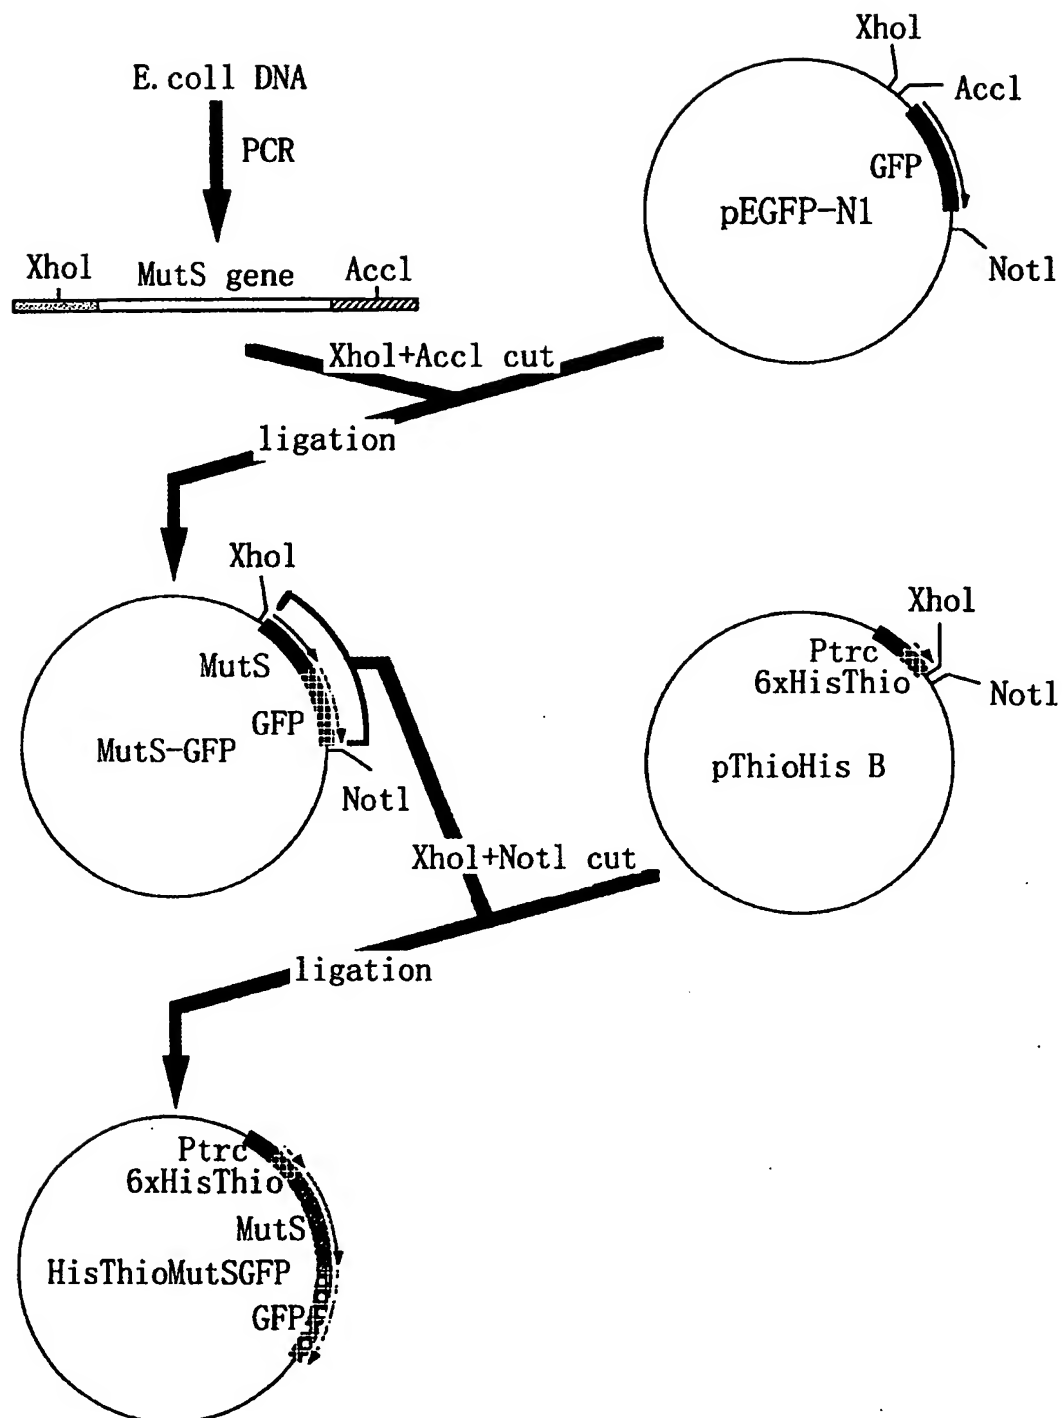 E.coll DNA
PCR
Xhol
MutS gene
Accl
Xhol
Accl
GFP
pEGFP-N1
Notl
Xhol+Accl cut
ligation
Xhol
MutS
GFP
MutS-GFP
Notl
Xhol
Ptrc
6xHisThio
Notl
pThioHis B
Xhol+Notl cut
ligation
Ptrc
6xHisThio
MutS
HisThioMutSGFP
GFP